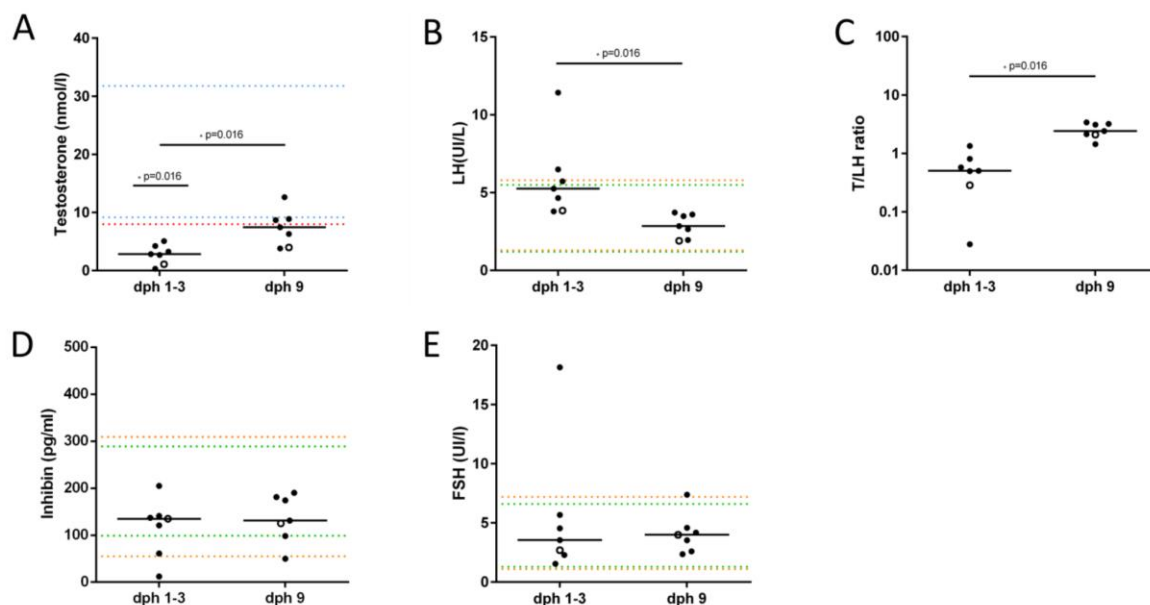 A
Testosterone (nmol/l)
40
30
20
10
0
- p=0.016
- p=0.016
dph 1-3
dph 9
B
LH(UI/L)
15
10
5
0
- p=0.016
dph 1-3
dph 9
C
T/LH ratio
100
10
1
0.1
0.01
- p=0.016
dph 1-3
dph 9
D
Inhibin (pg/ml)
500
400
300
200
100
0
dph 1-3
dph 9
E
FSH (UI/l)
20
15
10
5
0
dph 1-3
dph 9